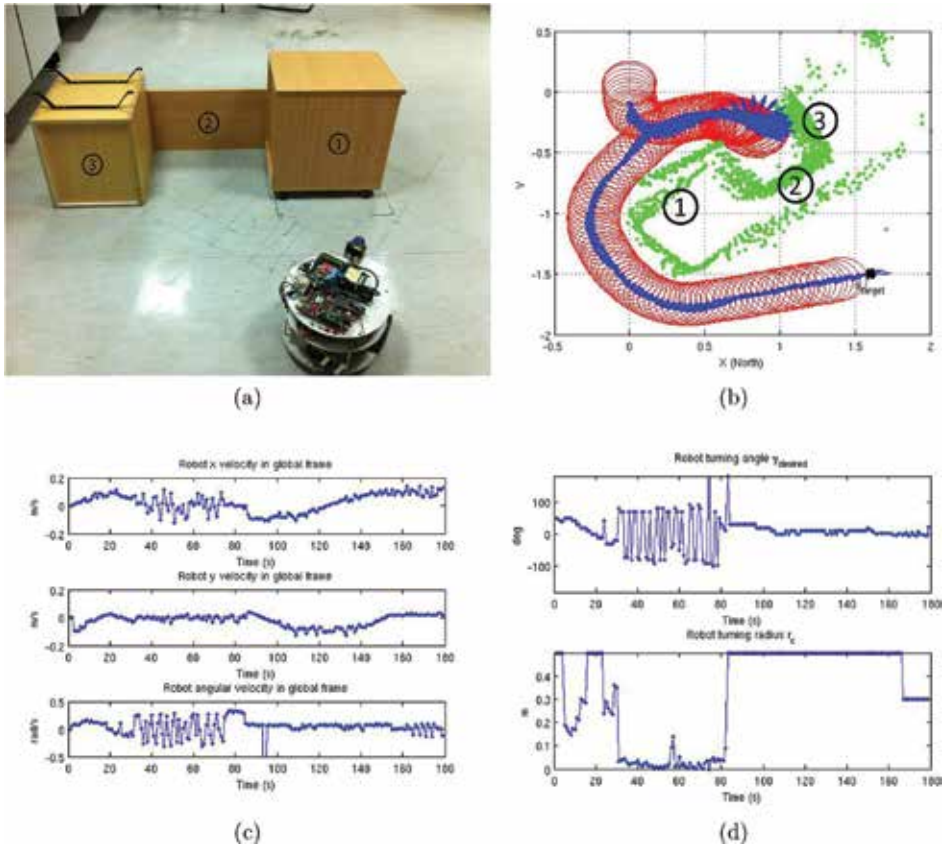 ③
②
①
(a)
0.5
0
-0.5
-1
-1.5
-2
Y
-0.5
0
0.5
1
1.5
2
X (North)
①
②
③
(b)
Robot x velocity in global frame
0.2
0
-0.2
m/s
0 20 40 60 80 100 120 140 160 180
Time (s)
Robot y velocity in global frame
0.2
0
-0.2
m/s
0 20 40 60 80 100 120 140 160 180
Time (s)
Robot angular velocity in global frame
0.5
0
-0.5
rad/s
0 20 40 60 80 100 120 140 160 180
Time (s)
(c)
Robot turning angle γdesired
100
0
-100
deg
0 20 40 60 80 100 120 140 160 180
Time (s)
Robot turning radius rc
0.4
0.3
0.2
0.1
0
m
0 20 40 60 80 100 120 140 160 180
Time (s)
(d)